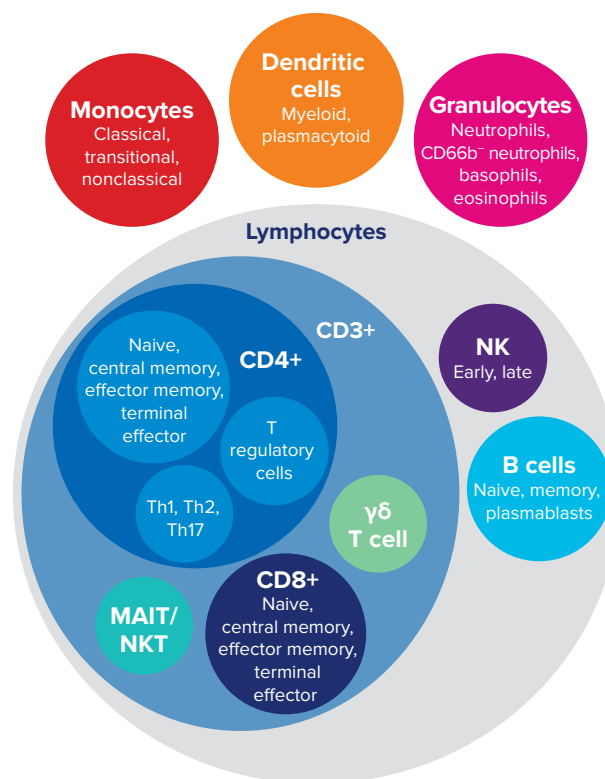 Monocytes
Classical,
transitional,
nonclassical
Dendritic
cells
Myeloid,
plasmacytoid
Granulocytes
Neutrophils,
CD66b⁻ neutrophils,
basophils,
eosinophils
Lymphocytes
CD3+
CD4+
Naive,
central memory,
effector memory,
terminal
effector
T
regulatory
cells
Th1, Th2,
Th17
γδ
T cell
MAIT/
NKT
CD8+
Naive,
central memory,
effector memory,
terminal
effector
NK
Early, late
B cells
Naive, memory,
plasmablasts